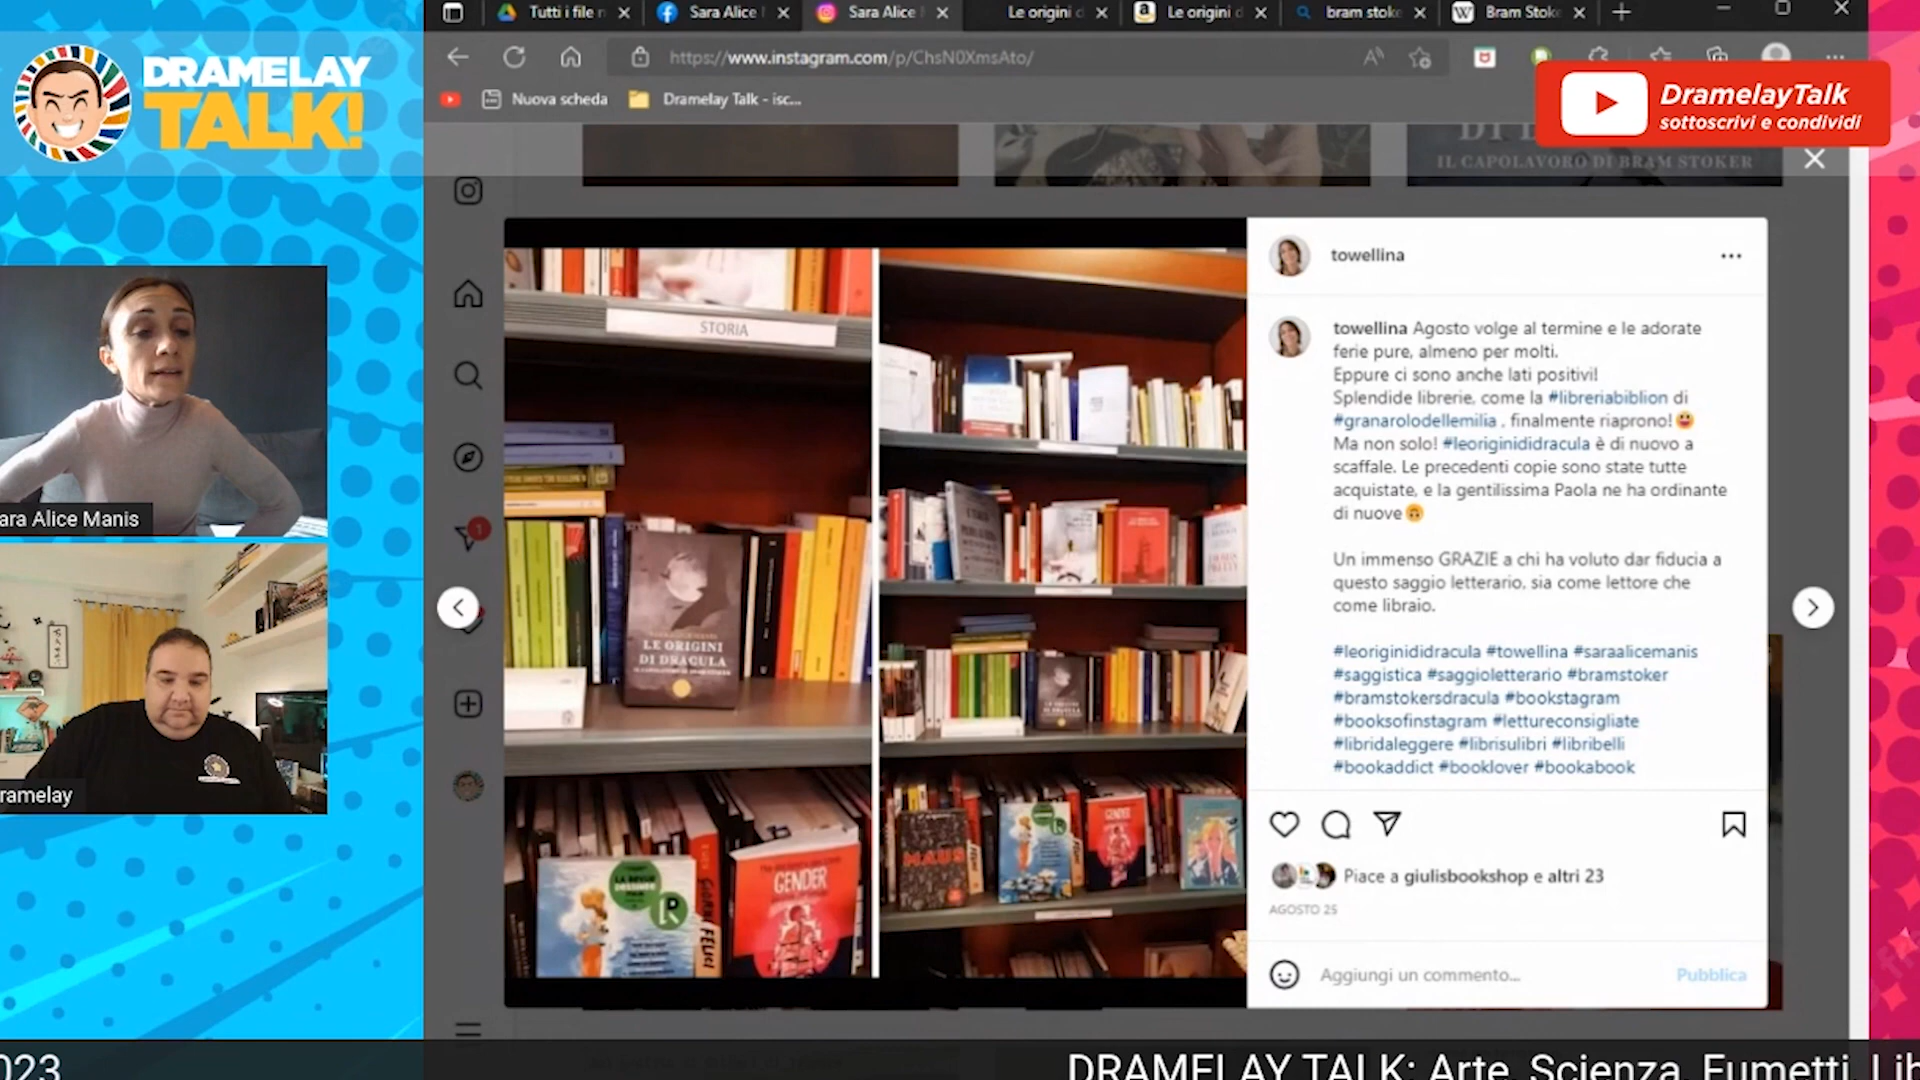 Tutti i file
Sara Alice
Sara Alice
Le origini
Le origini
bram stoke
Bram Stoke
https://www.instagram.com/p/ChsN0XmsAto/
Nuova scheda
Dramelay Talk - isc...
DRAMELAY
TALK!
DramelayTalk
sottoscrivi e condividi
IL CAPOLAVORO DI BRAM STOKER
STORIA
LE ORIGINI
DI DRACULA
GENDER
R
MAUS
GENDER
R
ara Alice Manis
ramelay
1
towellina
towellina Agosto volge al termine e le adorate
ferie pure, almeno per molti.
Eppure ci sono anche lati positivi!
Splendide librerie, come la #libreriabiblion di
#granarolodellemilia , finalmente riaprono!
Ma non solo! #leoriginididracula è di nuovo a
scaffale. Le precedenti copie sono state tutte
acquistate, e la gentilissima Paola ne ha ordinante
di nuove
Un immenso GRAZIE a chi ha voluto dar fiducia a
questo saggio letterario, sia come lettore che
come libraio.
#leoriginididracula #towellina #saraalicemanis
#saggistica #saggioletterario #bramstoker
#bramstokersdracula #bookstagram
#booksofinstagram #lettureconsigliate
#libridaleggere #librisulibri #libribelli
#bookaddict #booklover #bookabook
Piace a giulisbookshop e altri 23
AGOSTO 25
Aggiungi un commento...
Pubblica
023
DRAMELAY TALK: Arte, Scienza, Fumetti, Lib